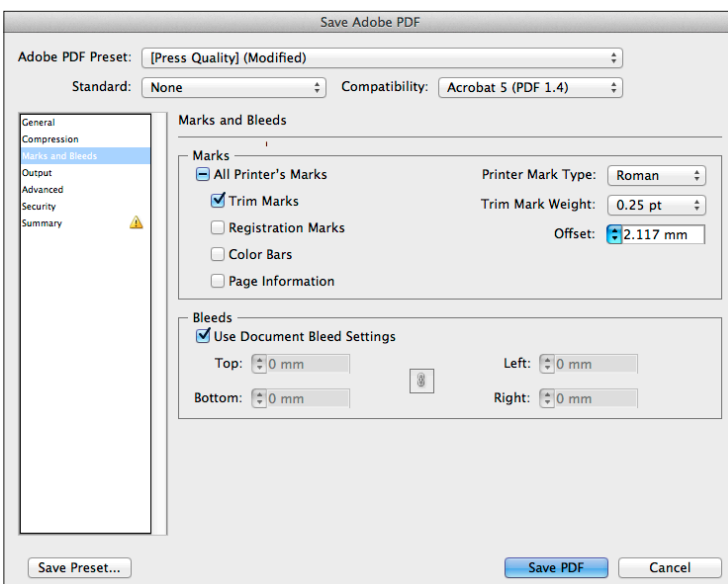 Save Adobe PDF
Adobe PDF Preset: [Press Quality] (Modified)
Standard: None Compatibility: Acrobat 5 (PDF 1.4)
General
Compression
Marks and Bleeds
Output
Advanced
Security
Summary
Marks and Bleeds
Marks
All Printer's Marks
Trim Marks
Registration Marks
Color Bars
Page Information
Printer Mark Type: Roman
Trim Mark Weight: 0.25 pt
Offset: 2.117 mm
Bleeds
Use Document Bleed Settings
Top: 0 mm Left: 0 mm
Bottom: 0 mm Right: 0 mm
Save Preset... Save PDF Cancel